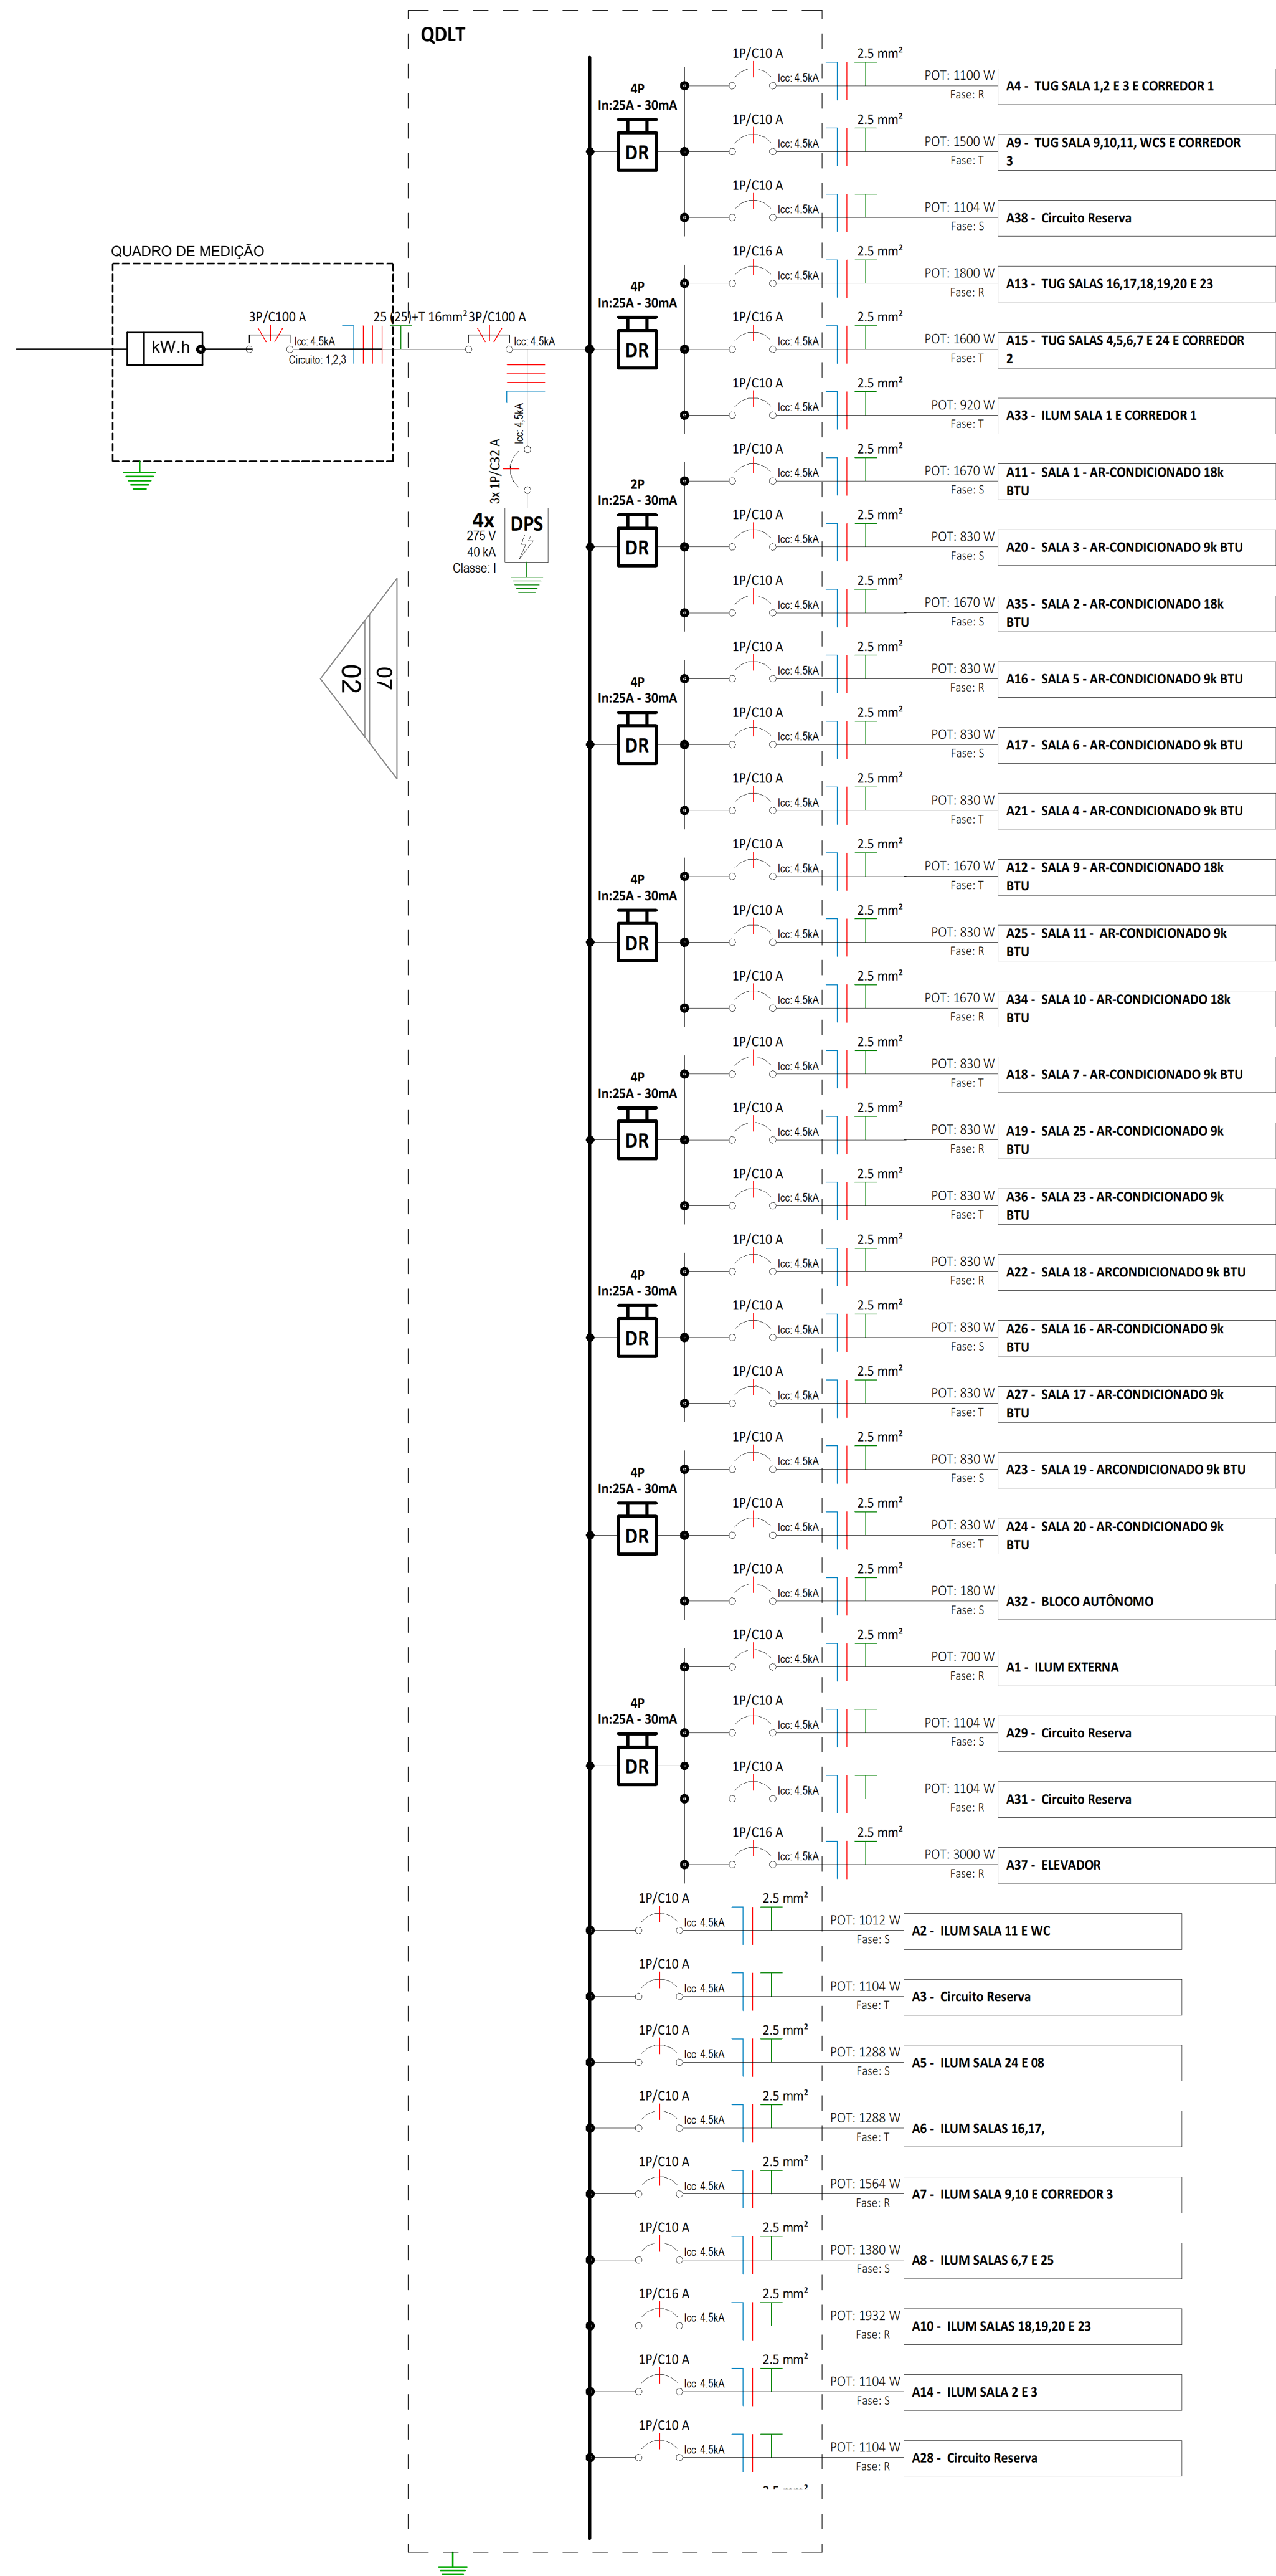 QDLT
QUADRO DE MEDIÇÃO
kW.h
3P/C100 A
Icc: 4.5kA
Circuito: 1,2,3
25 (25)+T 16mm²
3P/C100 A
Icc: 4.5kA
Icc: 4,5kA
3x 1P/C32 A
4x
275 V
40 kA
Classe: I
DPS
02
07
4P
In:25A - 30mA
DR
1P/C10 A
Icc: 4.5kA
2.5 mm²
POT: 1100 W
Fase: R
A4 - TUG SALA 1,2 E 3 E CORREDOR 1
1P/C10 A
Icc: 4.5kA
2.5 mm²
POT: 1500 W
Fase: T
A9 - TUG SALA 9,10,11, WCS E CORREDOR
3
1P/C10 A
Icc: 4.5kA
POT: 1104 W
Fase: S
A38 - Circuito Reserva
4P
In:25A - 30mA
DR
1P/C16 A
Icc: 4.5kA
2.5 mm²
POT: 1800 W
Fase: R
A13 - TUG SALAS 16,17,18,19,20 E 23
1P/C16 A
Icc: 4.5kA
2.5 mm²
POT: 1600 W
Fase: T
A15 - TUG SALAS 4,5,6,7 E 24 E CORREDOR
2
1P/C10 A
Icc: 4.5kA
2.5 mm²
POT: 920 W
Fase: T
A33 - ILUM SALA 1 E CORREDOR 1
2P
In:25A - 30mA
DR
1P/C10 A
Icc: 4.5kA
2.5 mm²
POT: 1670 W
Fase: S
A11 - SALA 1 - AR-CONDICIONADO 18k
BTU
1P/C10 A
Icc: 4.5kA
2.5 mm²
POT: 830 W
Fase: S
A20 - SALA 3 - AR-CONDICIONADO 9k BTU
1P/C10 A
Icc: 4.5kA
2.5 mm²
POT: 1670 W
Fase: S
A35 - SALA 2 - AR-CONDICIONADO 18k
BTU
4P
In:25A - 30mA
DR
1P/C10 A
Icc: 4.5kA
2.5 mm²
POT: 830 W
Fase: R
A16 - SALA 5 - AR-CONDICIONADO 9k BTU
1P/C10 A
Icc: 4.5kA
2.5 mm²
POT: 830 W
Fase: S
A17 - SALA 6 - AR-CONDICIONADO 9k BTU
1P/C10 A
Icc: 4.5kA
2.5 mm²
POT: 830 W
Fase: T
A21 - SALA 4 - AR-CONDICIONADO 9k BTU
4P
In:25A - 30mA
DR
1P/C10 A
Icc: 4.5kA
2.5 mm²
POT: 1670 W
Fase: T
A12 - SALA 9 - AR-CONDICIONADO 18k
BTU
1P/C10 A
Icc: 4.5kA
2.5 mm²
POT: 830 W
Fase: R
A25 - SALA 11 - AR-CONDICIONADO 9k
BTU
1P/C10 A
Icc: 4.5kA
2.5 mm²
POT: 1670 W
Fase: R
A34 - SALA 10 - AR-CONDICIONADO 18k
BTU
4P
In:25A - 30mA
DR
1P/C10 A
Icc: 4.5kA
2.5 mm²
POT: 830 W
Fase: T
A18 - SALA 7 - AR-CONDICIONADO 9k BTU
1P/C10 A
Icc: 4.5kA
2.5 mm²
POT: 830 W
Fase: R
A19 - SALA 25 - AR-CONDICIONADO 9k
BTU
1P/C10 A
Icc: 4.5kA
2.5 mm²
POT: 830 W
Fase: T
A36 - SALA 23 - AR-CONDICIONADO 9k
BTU
4P
In:25A - 30mA
DR
1P/C10 A
Icc: 4.5kA
2.5 mm²
POT: 830 W
Fase: R
A22 - SALA 18 - ARCONDICIONADO 9k BTU
1P/C10 A
Icc: 4.5kA
2.5 mm²
POT: 830 W
Fase: S
A26 - SALA 16 - AR-CONDICIONADO 9k
BTU
1P/C10 A
Icc: 4.5kA
2.5 mm²
POT: 830 W
Fase: T
A27 - SALA 17 - AR-CONDICIONADO 9k
BTU
4P
In:25A - 30mA
DR
1P/C10 A
Icc: 4.5kA
2.5 mm²
POT: 830 W
Fase: S
A23 - SALA 19 - ARCONDICIONADO 9k BTU
1P/C10 A
Icc: 4.5kA
2.5 mm²
POT: 830 W
Fase: T
A24 - SALA 20 - AR-CONDICIONADO 9k
BTU
1P/C10 A
Icc: 4.5kA
2.5 mm²
POT: 180 W
Fase: S
A32 - BLOCO AUTÔNOMO
4P
In:25A - 30mA
DR
1P/C10 A
Icc: 4.5kA
2.5 mm²
POT: 700 W
Fase: R
A1 - ILUM EXTERNA
1P/C10 A
Icc: 4.5kA
POT: 1104 W
Fase: S
A29 - Circuito Reserva
1P/C10 A
Icc: 4.5kA
POT: 1104 W
Fase: R
A31 - Circuito Reserva
1P/C16 A
Icc: 4.5kA
2.5 mm²
POT: 3000 W
Fase: R
A37 - ELEVADOR
1P/C10 A
Icc: 4.5kA
2.5 mm²
POT: 1012 W
Fase: S
A2 - ILUM SALA 11 E WC
1P/C10 A
Icc: 4.5kA
POT: 1104 W
Fase: T
A3 - Circuito Reserva
1P/C10 A
Icc: 4.5kA
2.5 mm²
POT: 1288 W
Fase: S
A5 - ILUM SALA 24 E 08
1P/C10 A
Icc: 4.5kA
2.5 mm²
POT: 1288 W
Fase: T
A6 - ILUM SALAS 16,17,
1P/C10 A
Icc: 4.5kA
2.5 mm²
POT: 1564 W
Fase: R
A7 - ILUM SALA 9,10 E CORREDOR 3
1P/C10 A
Icc: 4.5kA
2.5 mm²
POT: 1380 W
Fase: S
A8 - ILUM SALAS 6,7 E 25
1P/C16 A
Icc: 4.5kA
2.5 mm²
POT: 1932 W
Fase: R
A10 - ILUM SALAS 18,19,20 E 23
1P/C10 A
Icc: 4.5kA
2.5 mm²
POT: 1104 W
Fase: S
A14 - ILUM SALA 2 E 3
1P/C10 A
Icc: 4.5kA
POT: 1104 W
Fase: R
A28 - Circuito Reserva